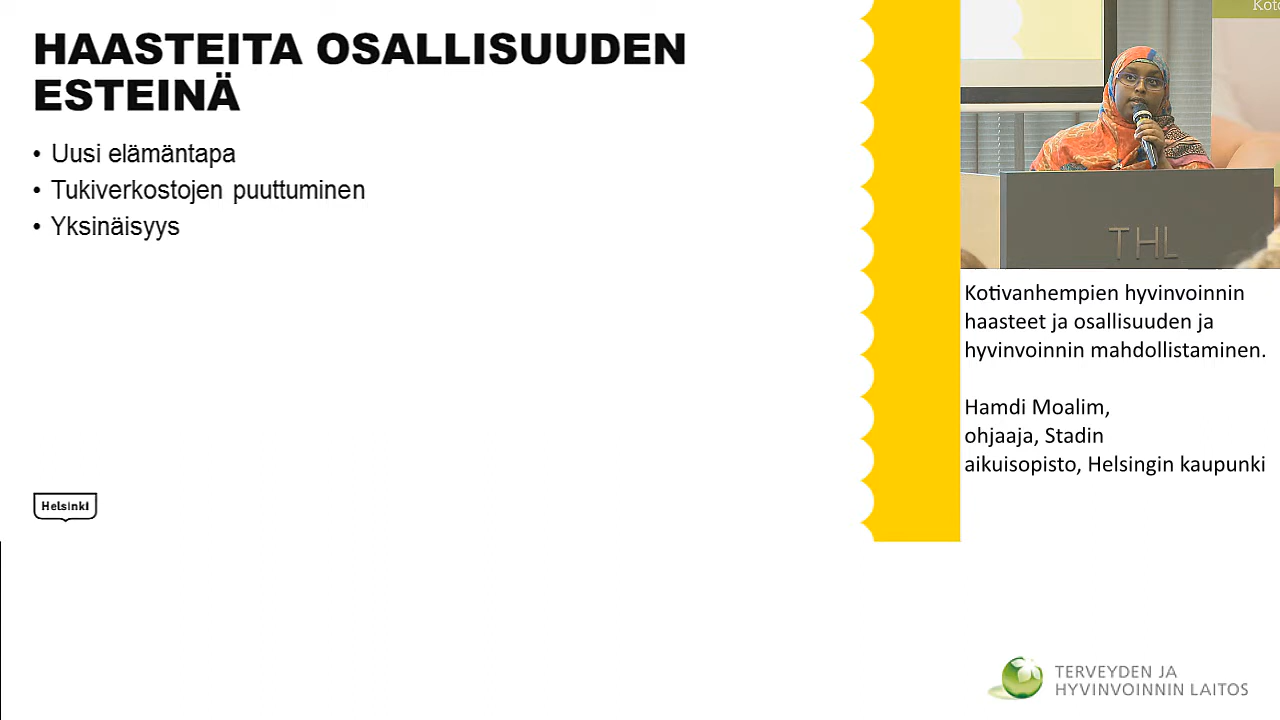 HAASTEITA OSALLISUUDEN
ESTEINÄ
• Uusi elämäntapa
• Tukiverkostojen puuttuminen
• Yksinäisyys
Helsinki
THL
Kotivanhempien hyvinvoinnin
haasteet ja osallisuuden ja
hyvinvoinnin mahdollistaminen.
Hamdi Moalim,
ohjaaja, Stadin
aikuisopisto, Helsingin kaupunki
TERVEYDEN JA
HYVINVOINNIN LAITOS